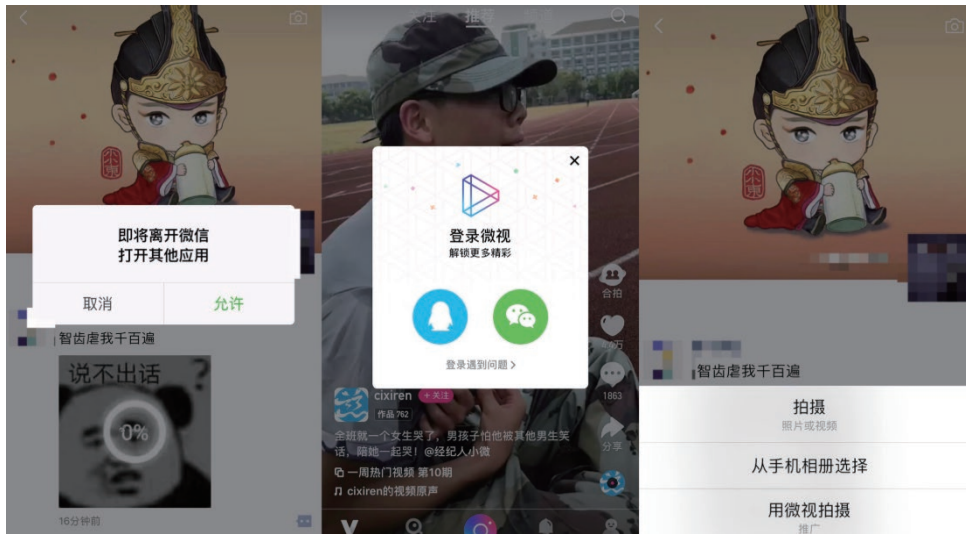 即将离开微信
打开其他应用
取消
允许
智齿虐我千百遍
说不出话 ?
0%
16分钟前
关注
推荐
登录微视
解锁更多精彩
登录遇到问题 >
合拍
1863
分享
cixiren
+ 关注
作品 762
全班就一个女生哭了，男孩子怕他被其他男生笑
话，陪她一起哭！@经纪人小微
一周热门视频 第10期
cixiren的视频原声
智齿虐我千百遍
拍摄
照片或视频
从手机相册选择
用微视拍摄
推广